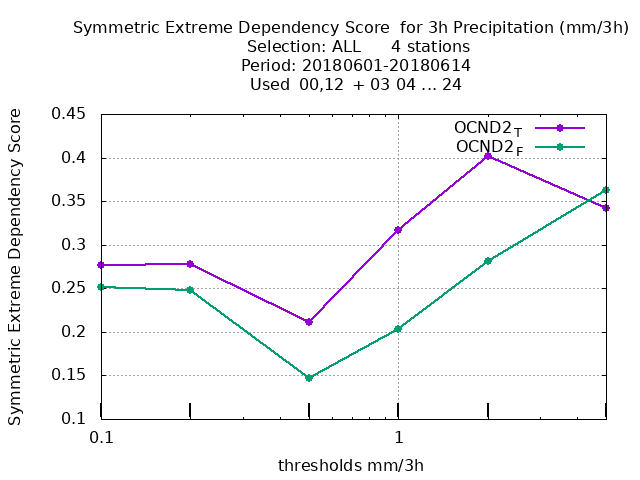 Symmetric Extreme Dependency Score  for 3h Precipitation (mm/3h)
Selection: ALL      4 stations
Period: 20180601-20180614
Used  00,12  + 03 04 ... 24
Symmetric Extreme Dependency Score
0.45
0.4
0.35
0.3
0.25
0.2
0.15
0.1
OCND2T
OCND2F
0.1
1
thresholds mm/3h